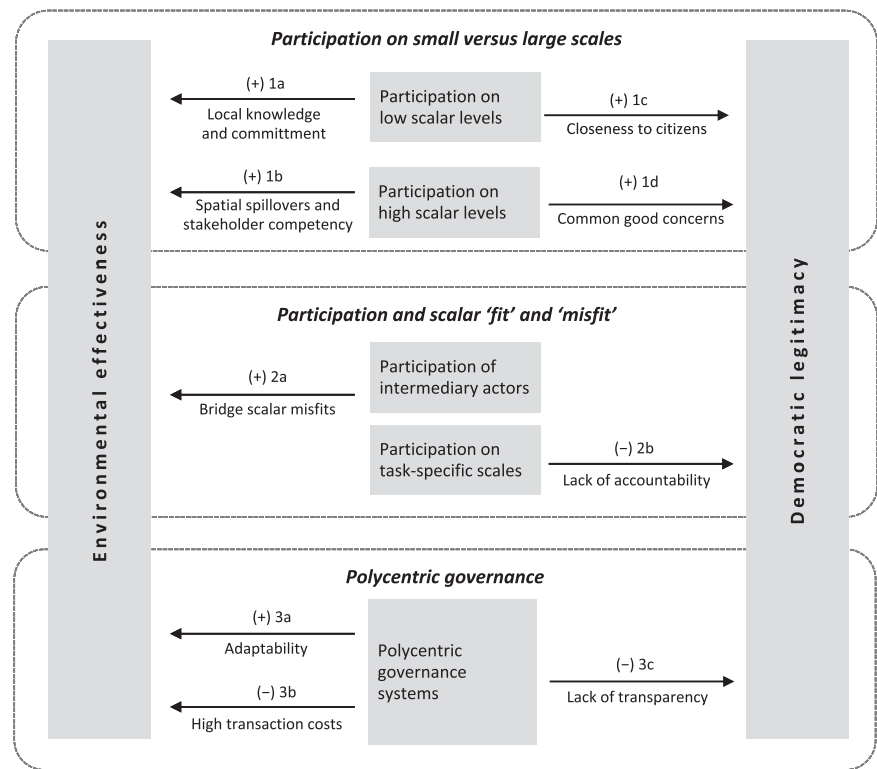 Participation on small versus large scales
(+) 1a
Local knowledge
and committment
Participation on
low scalar levels
(+) 1c
Closeness to citizens
(+) 1b
Spatial spillovers and
stakeholder competency
Participation on
high scalar levels
(+) 1d
Common good concerns
Environmental effectiveness
Democratic legitimacy
Participation and scalar ‘fit’ and ‘misfit’
(+) 2a
Bridge scalar misfits
Participation of
intermediary actors
Participation on
task-specific scales
(−) 2b
Lack of accountability
Polycentric governance
(+) 3a
Adaptability
(−) 3b
High transaction costs
Polycentric
governance
systems
(−) 3c
Lack of transparency